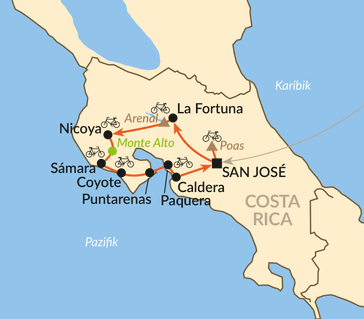 Karibik
La Fortuna
Arenal
Nicoya
Monte Alto
Poas
Sámara
SAN JOSÉ
Coyote
Caldera
Puntarenas
Paquera
COSTA
RICA
Pazifik